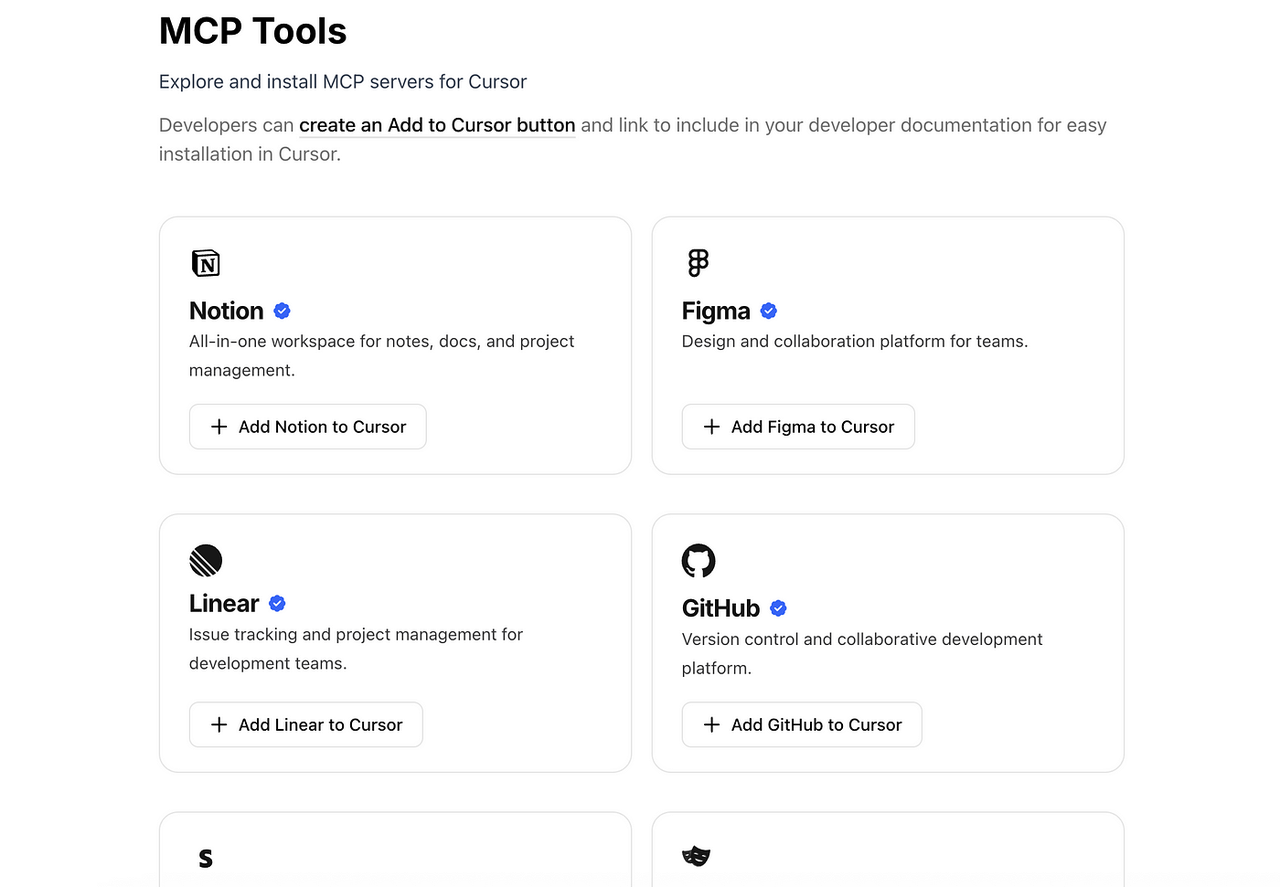 MCP Tools
Explore and install MCP servers for Cursor
Developers can create an Add to Cursor button and link to include in your developer documentation for easy
installation in Cursor.
N
Notion
All-in-one workspace for notes, docs, and project
management.
+ Add Notion to Cursor
Figma
Design and collaboration platform for teams.
+ Add Figma to Cursor
Linear
Issue tracking and project management for
development teams.
+ Add Linear to Cursor
GitHub
Version control and collaborative development
platform.
+ Add GitHub to Cursor
S